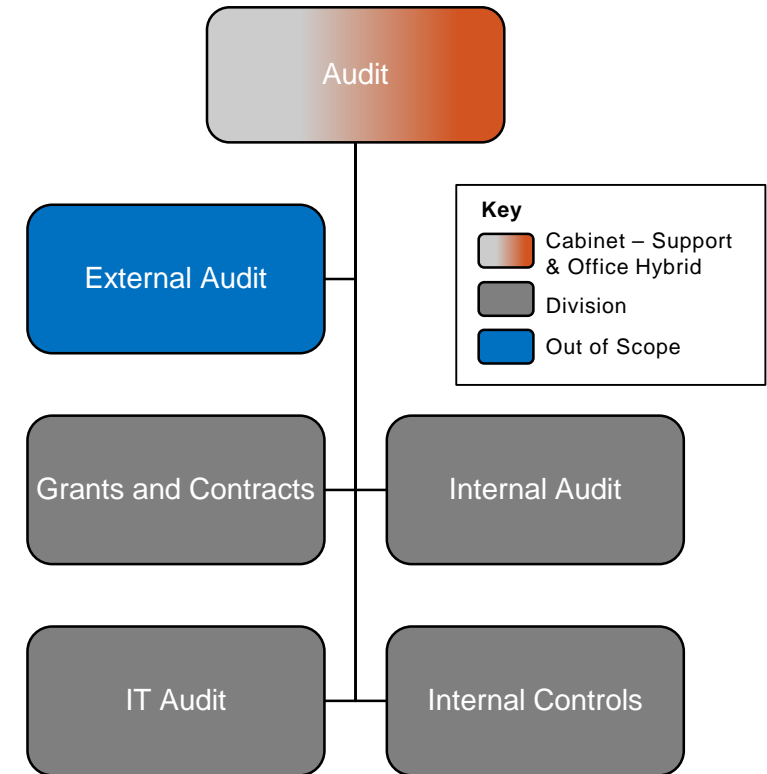 Audit
External Audit
Key
Cabinet – Support
& Office Hybrid
Division
Out of Scope
Grants and Contracts
Internal Audit
IT Audit
Internal Controls